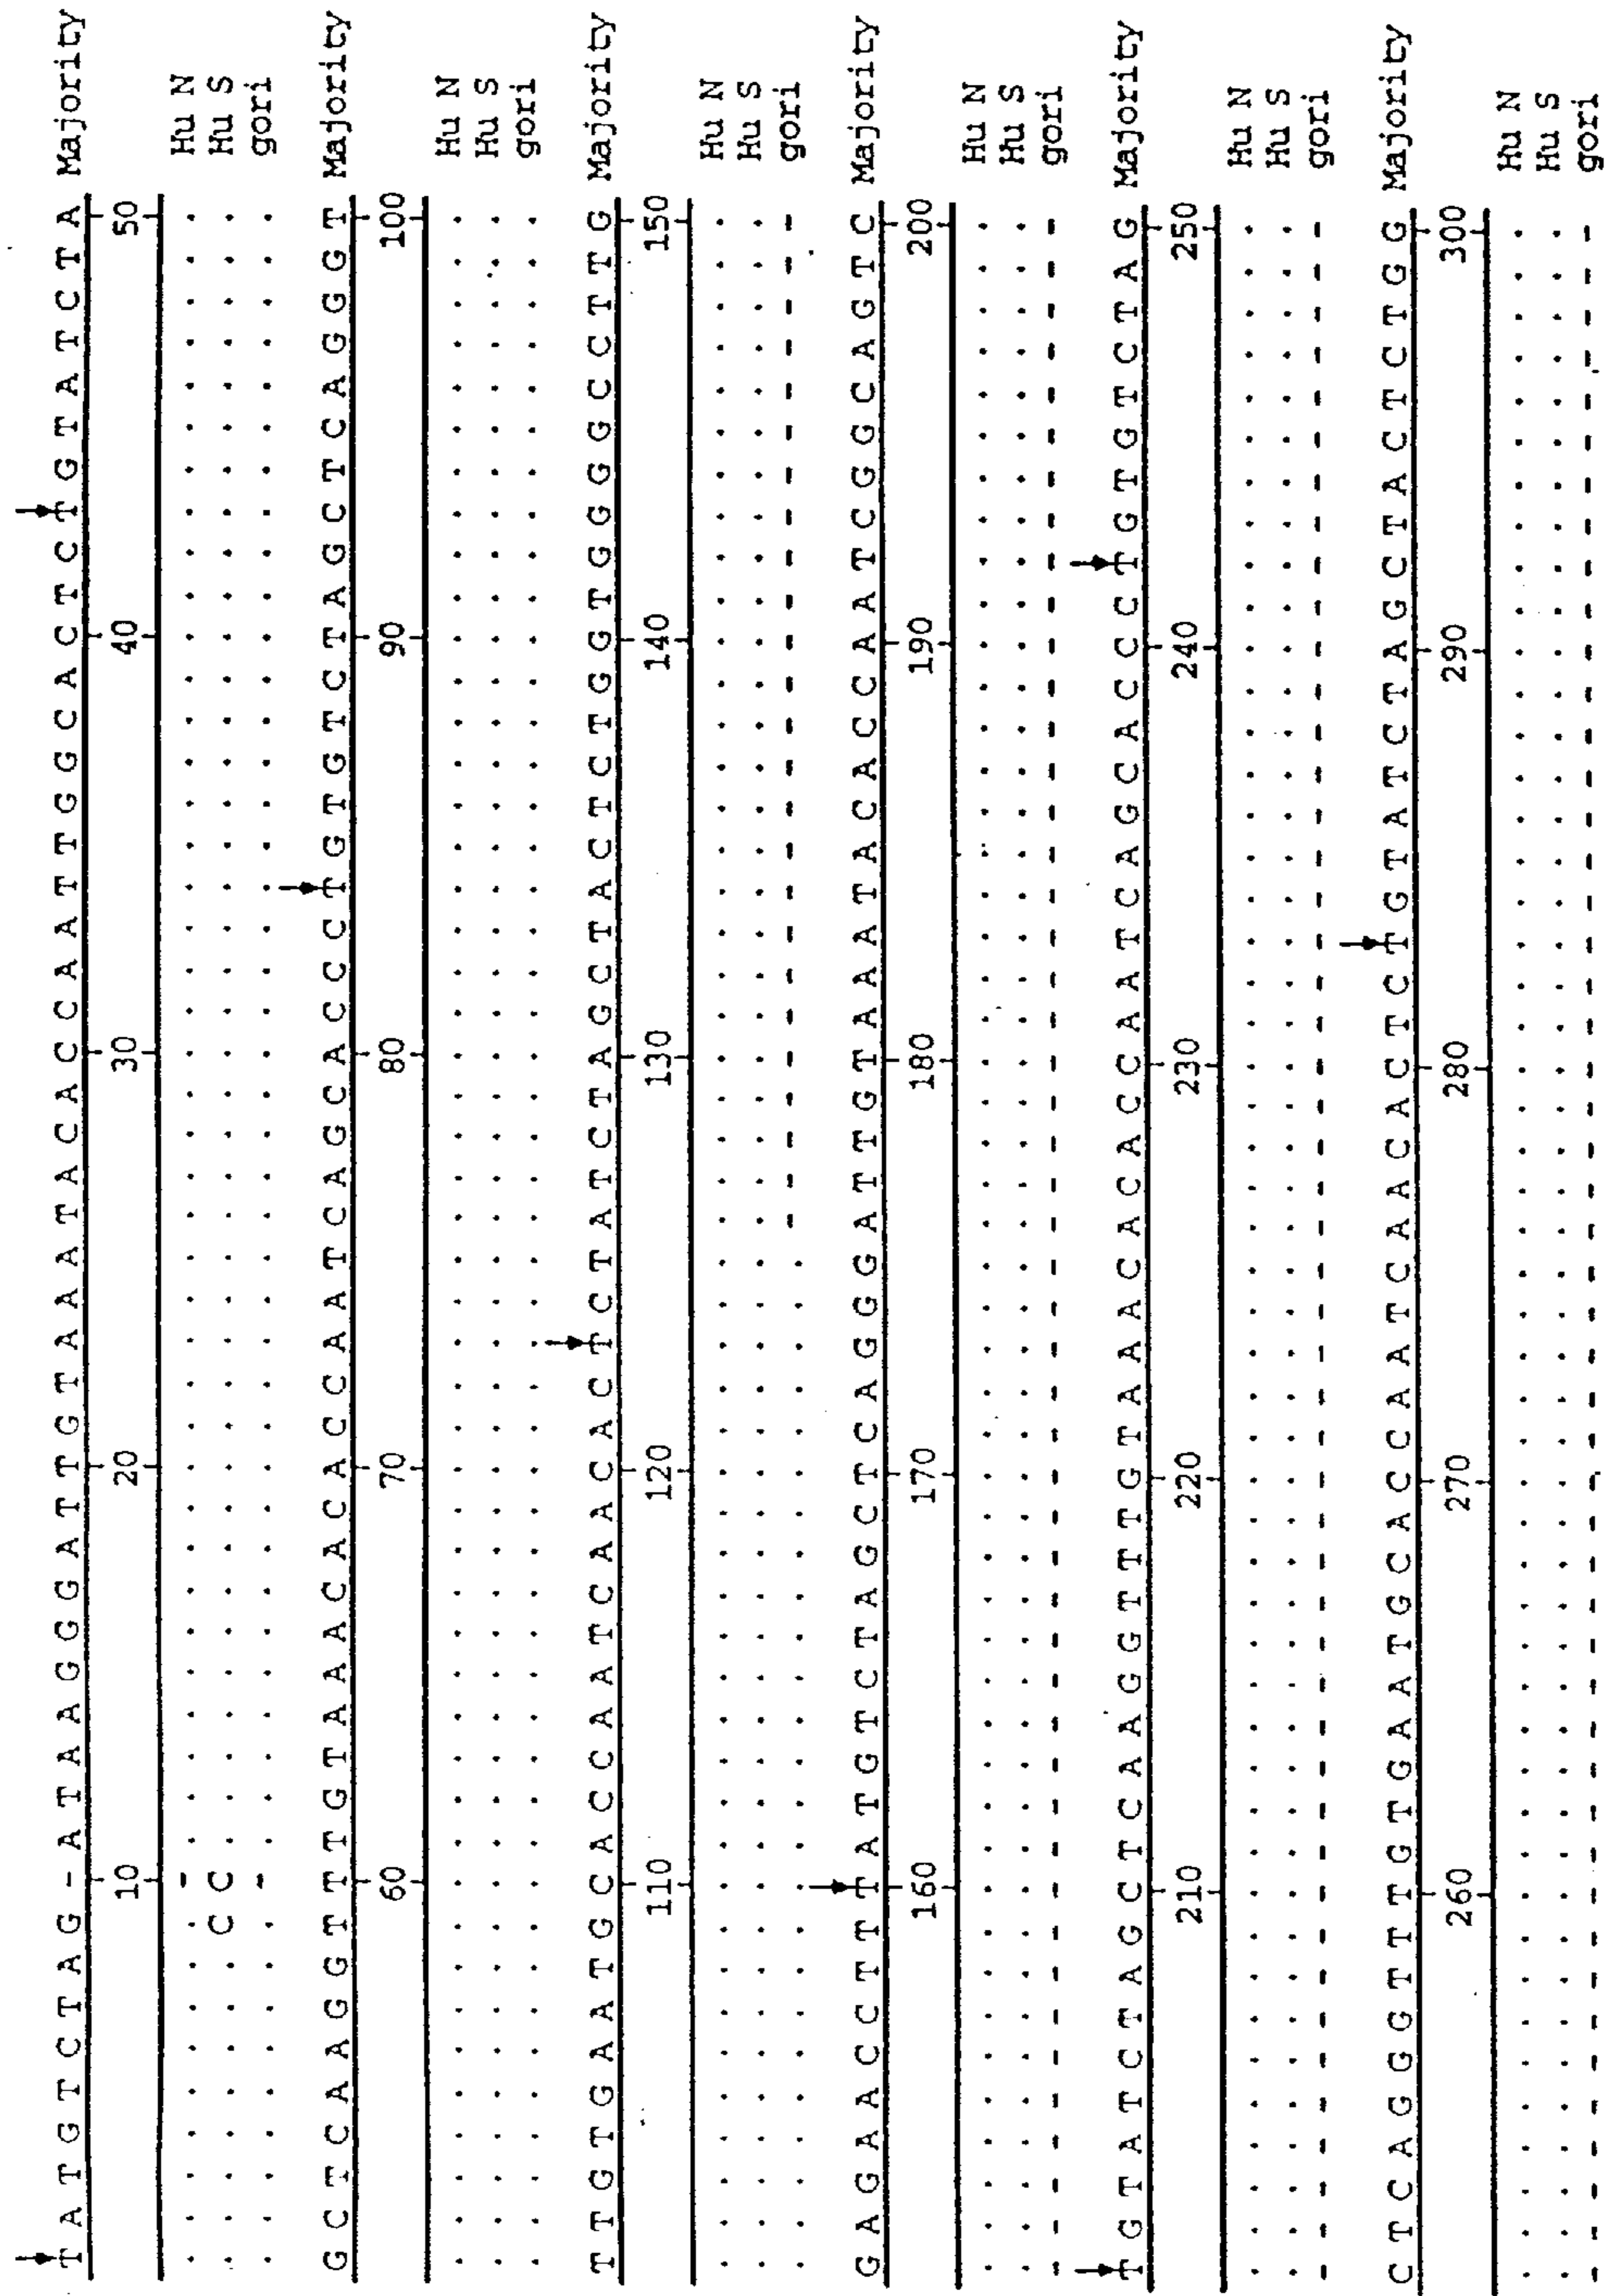 T A T G T C T A G - A T A A G G G A T T G T A A A T A C A C C A A T T G G C A C T C T G T A T C T A Majority
10 20 30 40 50
. . . . . . . . . - . . . . . . . . . . . . . . . . . . . . . . . . . . . . . . . . . . . . . . . . Hu N
. . . . . . . . C C . . . . . . . . . . . . . . . . . . . . . . . . . . . . . . . . . . . . . . . . Hu S
. . . . . . . . . - . . . . . . . . . . . . . . . . . . . . . . . . . . . . . . . . . . . . . . . . gori
G C T C A A G G T T T G T A A A C A C A C C A A T C A G C A C C C T G T G T C T A G C T C A G G G T Majority
60 70 80 90 100
. . . . . . . . . . . . . . . . . . . . . . . . . . . . . . . . . . . . . . . . . . . . . . . . . . Hu N
. . . . . . . . . . . . . . . . . . . . . . . . . . . . . . . . . . . . . . . . . . . . . . . . . . Hu S
. . . . . . . . . . . . . . . . . . . . . . . . . . . . . . . . . . . . . . . . . . . . . . . . . . gori
T T G T G A A T G C A C C A A T C A A C A C T C T A T C T A G C T A C T C T G G T G G G G C C T T G Majority
110 120 130 140 150
. . . . . . . . . . . . . . . . . . . . . . . . . . . . . . . . . . . . . . . . . . . . . . . . . . Hu N
. . . . . . . . . . . . . . . . . . . . . . . . . . . . . . . . . . . . . . . . . . . . . . . . . . Hu S
. . . . . . . . . . . . . . . . . . . . . . . . . - - - - - - - - - - - - - - - - - - - - - - - - - gori
G A G A A C C T T T A T G T C T A G C T C A G G G A T T G T A A A T A C A C C A A T C G G C A G T C Majority
160 170 180 190 200
. . . . . . . . . . . . . . . . . . . . . . . . . . . . . . . . . . . . . . . . . . . . . . . . . . Hu N
. . . . . . . . . . . . . . . . . . . . . . . . . . . . . . . . . . . . . . . . . . . . . . . . . . Hu S
- - - - - - - - - - - - - - - - - - - - - - - - - - - - - - - - - - - - - - - - - - - - - - - - - - gori
T G T A T C T A G C T C A A G G T T T G T A A A C A C A C C A A T C A G C A C C C T G T G T C T A G Majority
210 220 230 240 250
. . . . . . . . . . . . . . . . . . . . . . . . . . . . . . . . . . . . . . . . . . . . . . . . . . Hu N
. . . . . . . . . . . . . . . . . . . . . . . . . . . . . . . . . . . . . . . . . . . . . . . . . . Hu S
- - - - - - - - - - - - - - - - - - - - - - - - - - - - - - - - - - - - - - - - - - - - - - - - - - gori
C T C A G G G T T T G T G A A T G C A C C A A T C A A C A C T C T G T A T C T A G C T A C T C T G G Majority
260 270 280 290 300
. . . . . . . . . . . . . . . . . . . . . . . . . . . . . . . . . . . . . . . . . . . . . . . . . . Hu N
. . . . . . . . . . . . . . . . . . . . . . . . . . . . . . . . . . . . . . . . . . . . . . . . . . Hu S
- - - - - - - - - - - - - - - - - - - - - - - - - - - - - - - - - - - - - - - - - - - - - - - - - - gori